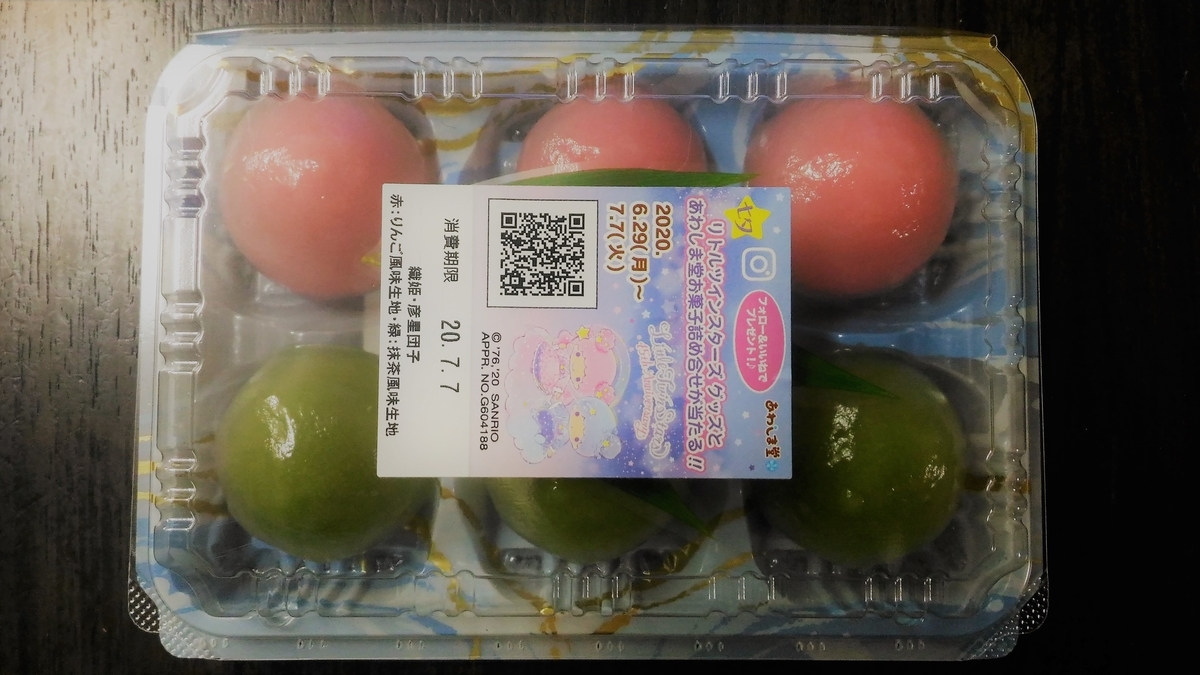 七夕
リトルツインスターズ グッズと
あわしま堂お菓子詰め合せが当たる!!
フォロー&いいねで
プレゼント!♪
あわしま堂
2020.
6.29(月)~
7.7(火)
Little Twin Stars
© '76,'20 SANRIO
APPR. NO.G604188
消費期限 20.7.7
織姫・彦星団子
赤:りんご風味生地・緑:抹茶風味生地